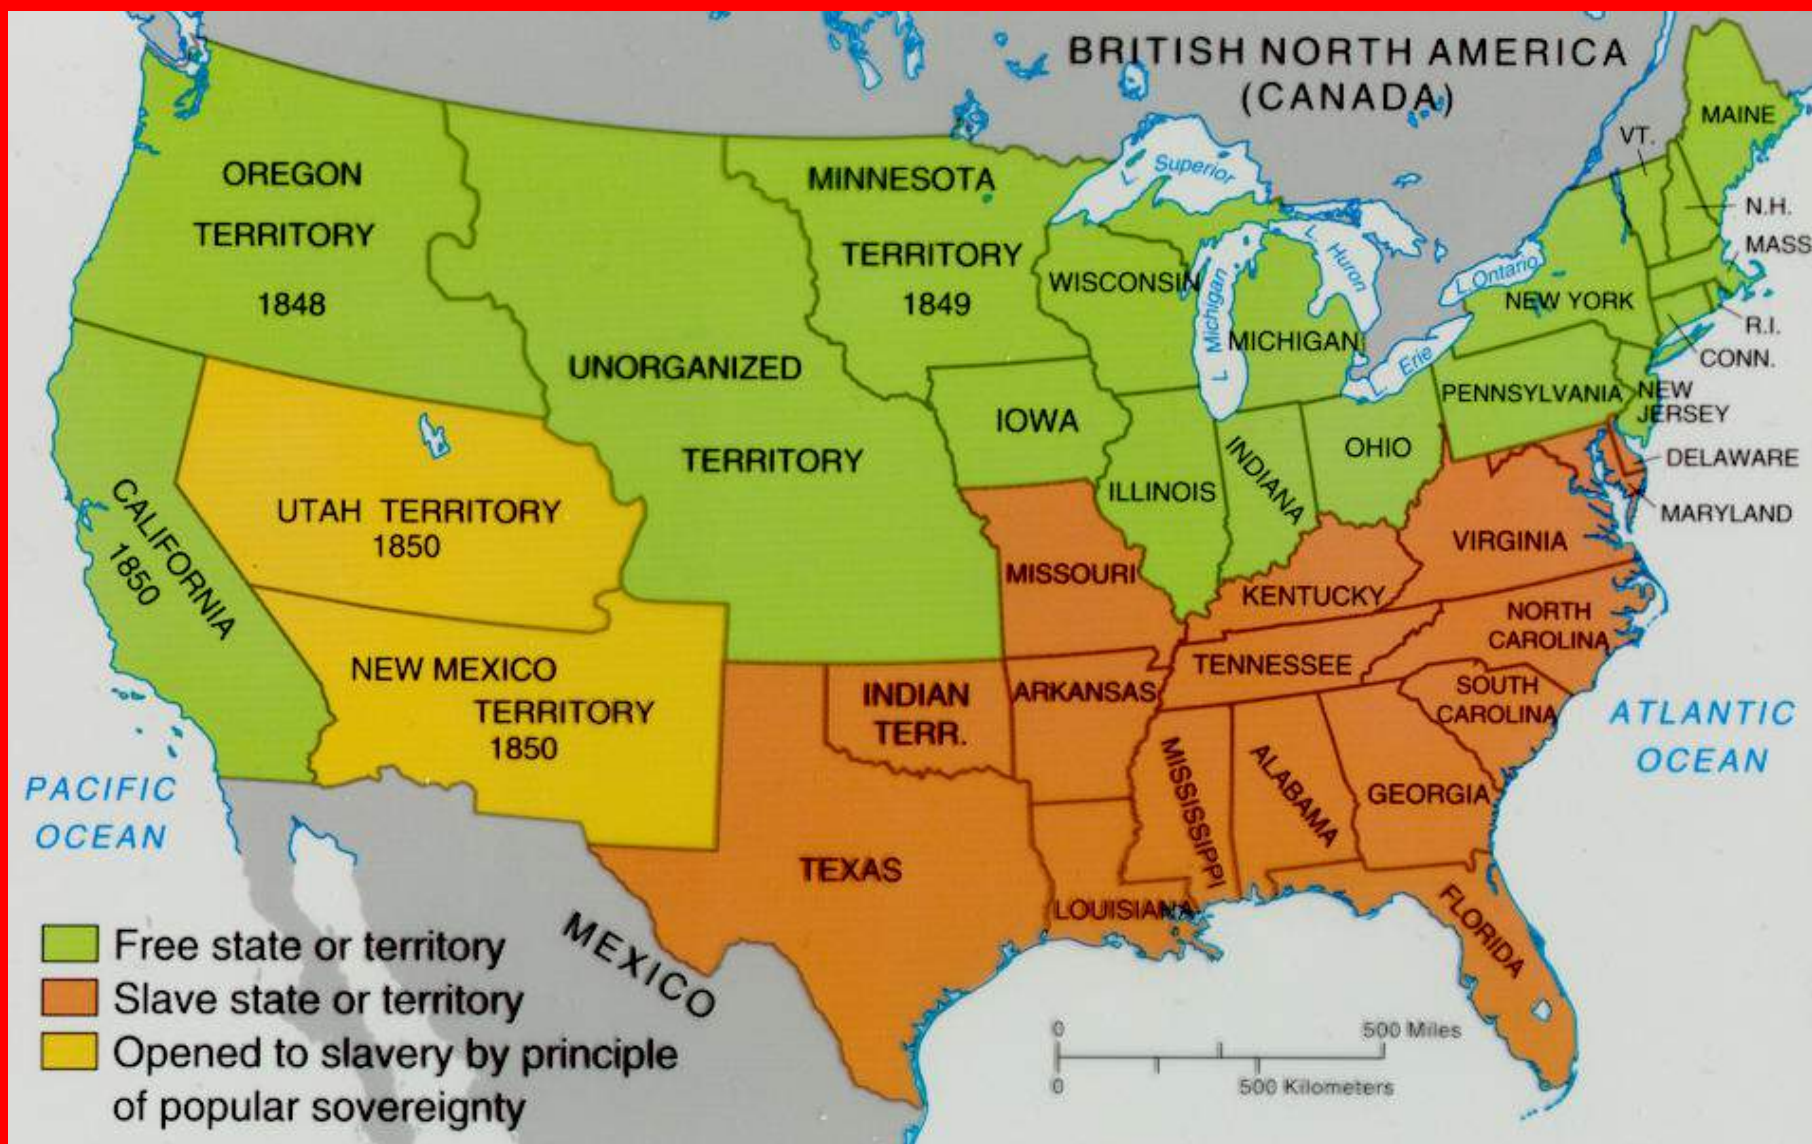 BRITISH NORTH AMERICA
(CANADA)
MAINE
VT.
N.H.
MASS
R.I.
CONN.
NEW YORK
PENNSYLVANIA
NEW
JERSEY
DELAWARE
MARYLAND
OREGON
TERRITORY
1848
MINNESOTA
TERRITORY
1849
L. Superior
L. Michigan
L. Huron
L. Ontario
L. Erie
WISCONSIN
MICHIGAN
UNORGANIZED
TERRITORY
IOWA
ILLINOIS
INDIANA
OHIO
CALIFORNIA
1850
UTAH TERRITORY
1850
NEW MEXICO
TERRITORY
1850
MISSOURI
KENTUCKY
VIRGINIA
NORTH
CAROLINA
TENNESSEE
SOUTH
CAROLINA
INDIAN
TERR.
ARKANSAS
MISSISSIPPI
ALABAMA
GEORGIA
TEXAS
LOUISIANA
FLORIDA
PACIFIC
OCEAN
ATLANTIC
OCEAN
MEXICO
Free state or territory
Slave state or territory
Opened to slavery by principle
of popular sovereignty
0 500 Miles
0 500 Kilometers